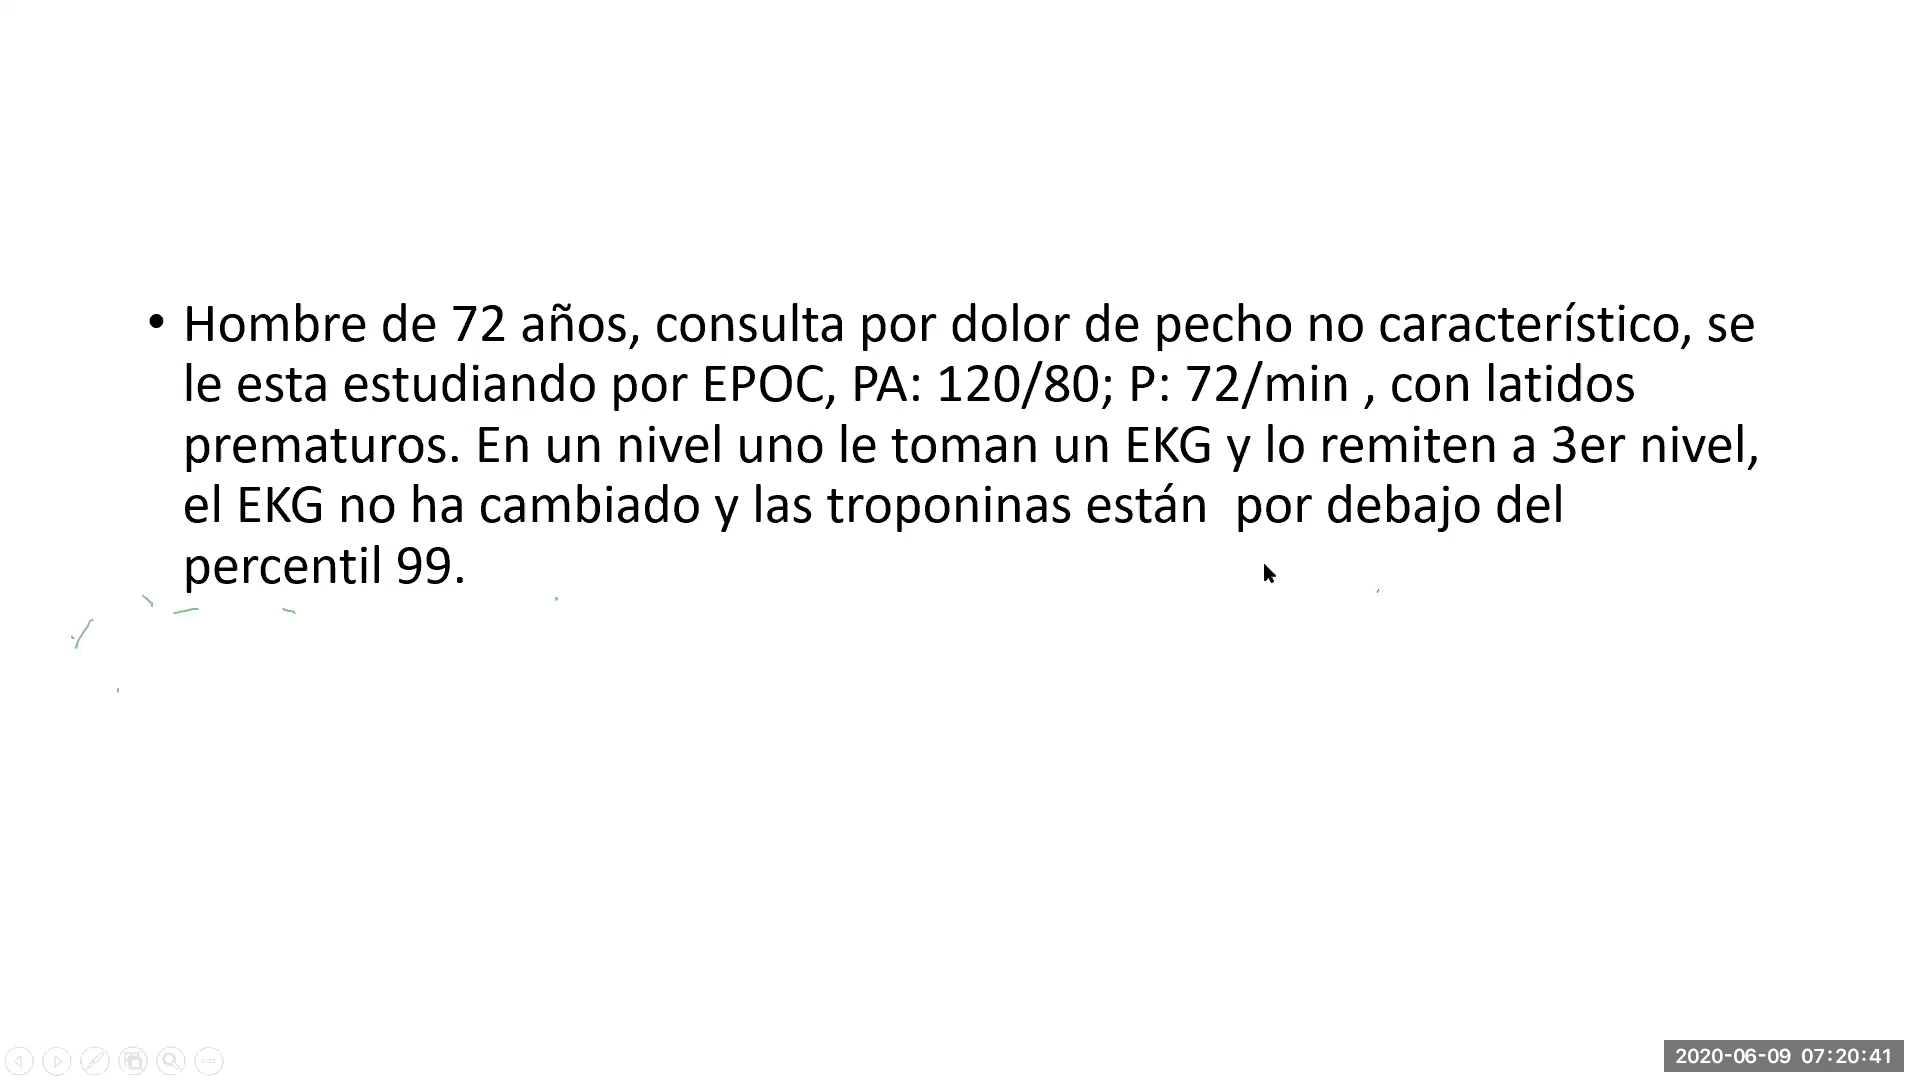 • Hombre de 72 años, consulta por dolor de pecho no característico, se
le esta estudiando por EPOC, PA: 120/80; P: 72/min , con latidos
prematuros. En un nivel uno le toman un EKG y lo remiten a 3er nivel,
el EKG no ha cambiado y las troponinas están  por debajo del
percentil 99.
2020-06-09 07:20:41